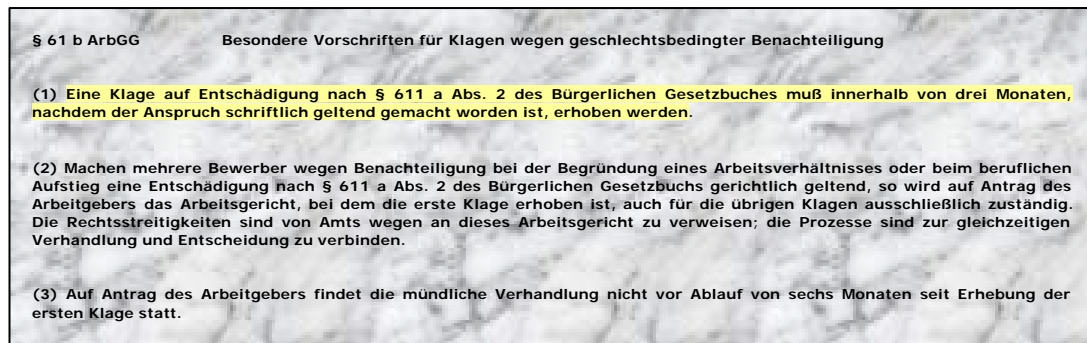 § 61 b ArbGG Besondere Vorschriften für Klagen wegen geschlechtsbedingter Benachteiligung
(1) Eine Klage auf Entschädigung nach § 611 a Abs. 2 des Bürgerlichen Gesetzbuches muß innerhalb von drei Monaten,
nachdem der Anspruch schriftlich geltend gemacht worden ist, erhoben werden.
(2) Machen mehrere Bewerber wegen Benachteiligung bei der Begründung eines Arbeitsverhältnisses oder beim beruflichen
Aufstieg eine Entschädigung nach § 611 a Abs. 2 des Bürgerlichen Gesetzbuchs gerichtlich geltend, so wird auf Antrag des
Arbeitgebers das Arbeitsgericht, bei dem die erste Klage erhoben ist, auch für die übrigen Klagen ausschließlich zuständig.
Die Rechtsstreitigkeiten sind von Amts wegen an dieses Arbeitsgericht zu verweisen; die Prozesse sind zur gleichzeitigen
Verhandlung und Entscheidung zu verbinden.
(3) Auf Antrag des Arbeitgebers findet die mündliche Verhandlung nicht vor Ablauf von sechs Monaten seit Erhebung der
ersten Klage statt.